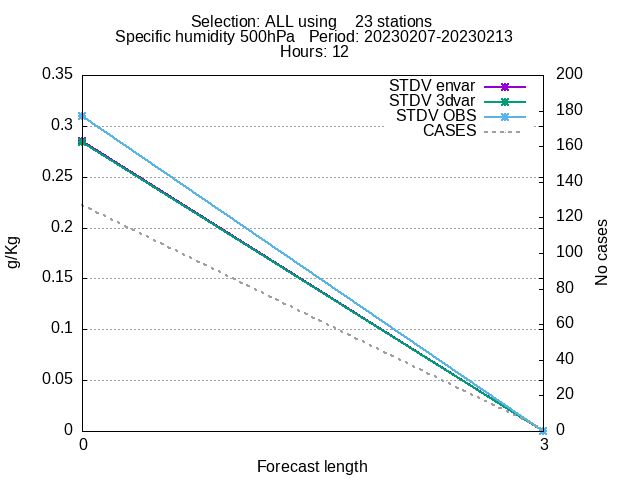 Selection: ALL using    23 stations
Specific humidity 500hPa   Period: 20230207-20230213
Hours: 12
STDV envar
STDV 3dvar
STDV OBS
CASES
0.35
0.3
0.25
0.2
0.15
0.1
0.05
0
g/Kg
200
180
160
140
120
100
80
60
40
20
0
No cases
0
3
Forecast length